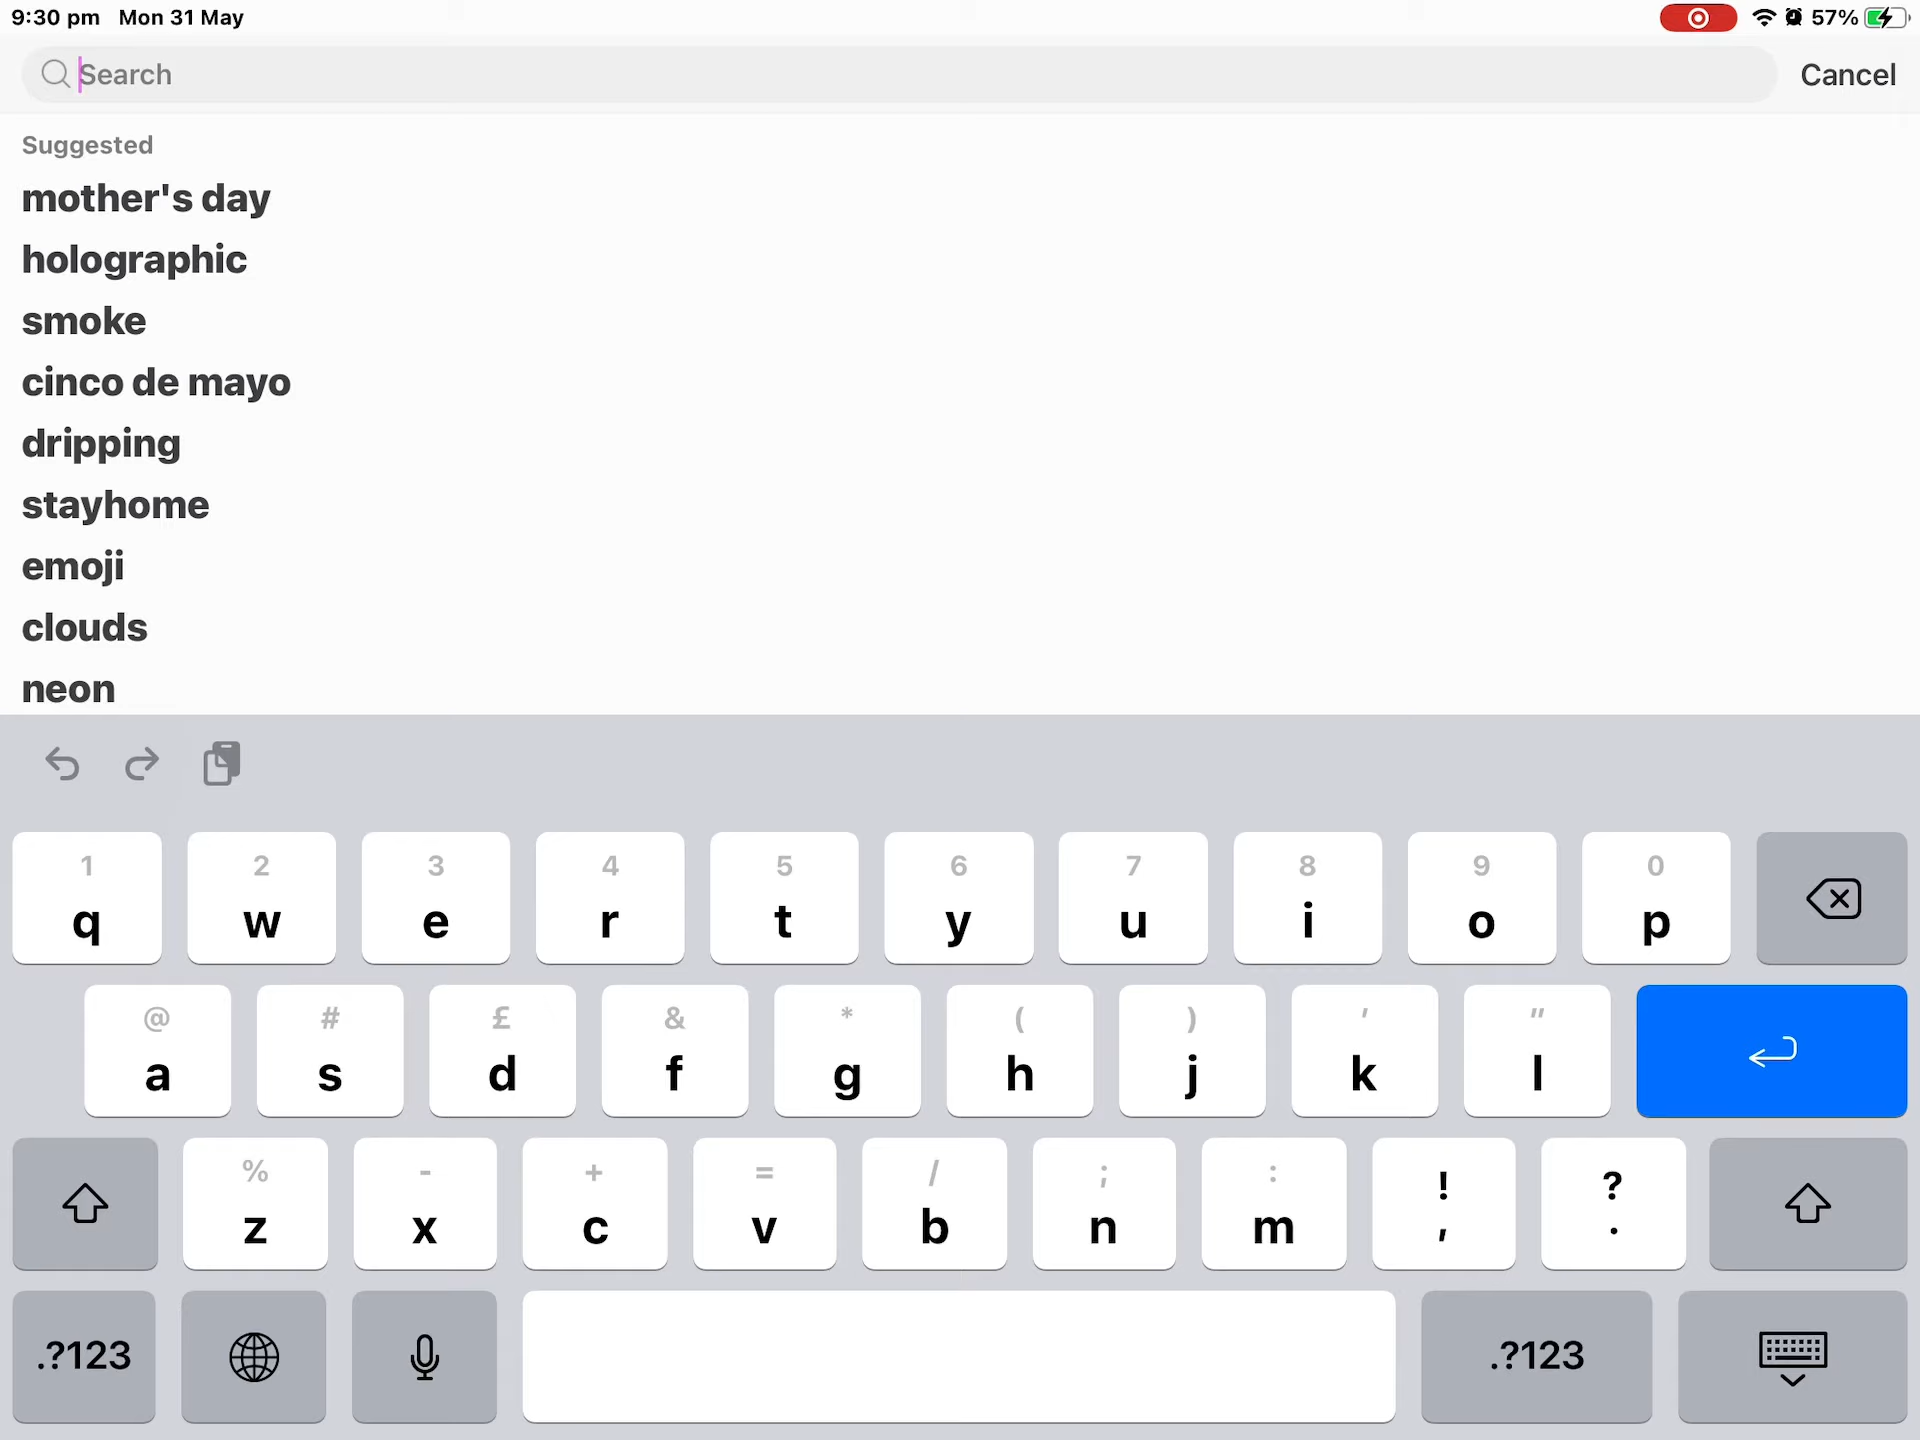 9:30 pm Mon 31 May 57%
Search Cancel
Suggested
mother's day
holographic
smoke
cinco de mayo
dripping
stayhome
emoji
clouds
neon
1 2 3 4 5 6 7 8 9 0
q w e r t y u i o p
@ # £ & * ( ) ' "
a s d f g h j k l
% - + = / ; : ! ?
z x c v b n m , .
.?123 .?123